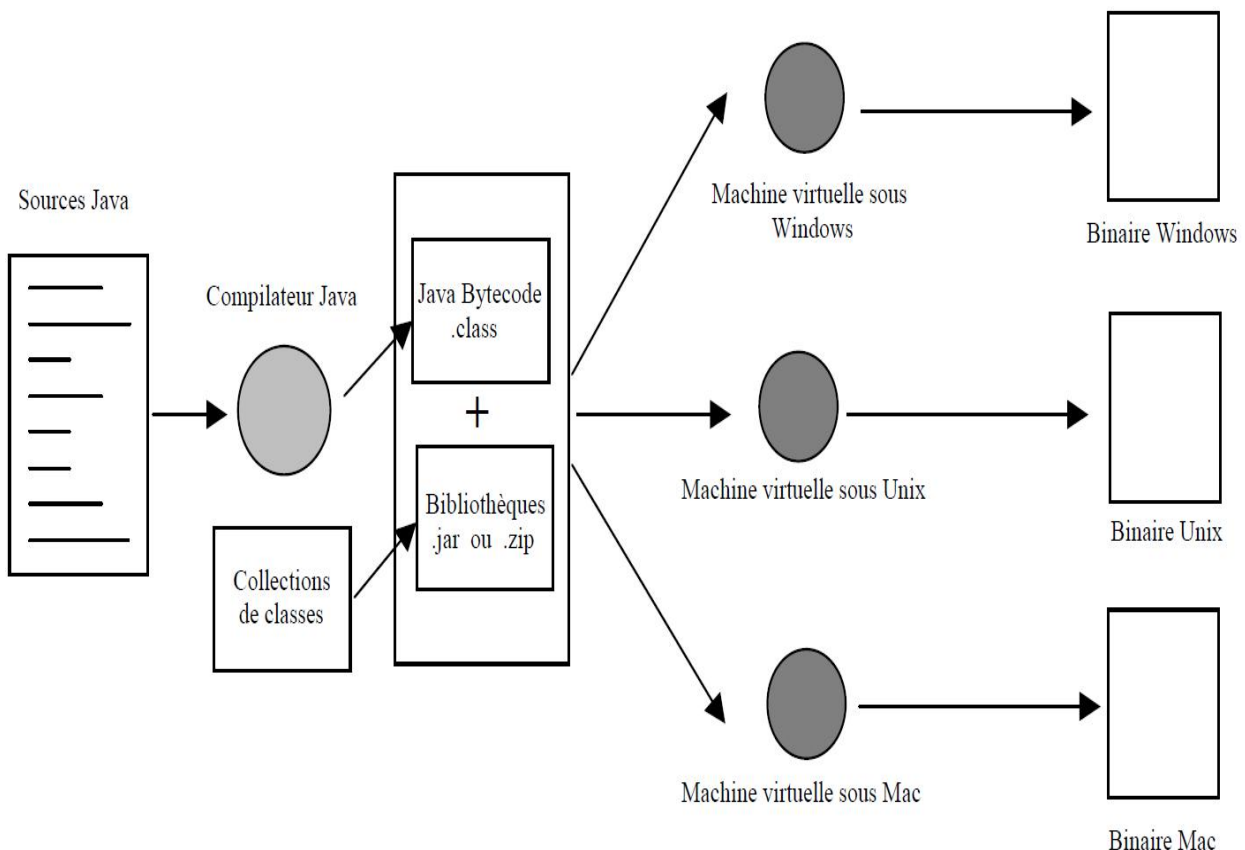 Sources Java
Compilateur Java
Java Bytecode
.class
+
Bibliothèques
.jar ou .zip
Collections
de classes
Machine virtuelle sous
Windows
Binaire Windows
Machine virtuelle sous Unix
Binaire Unix
Machine virtuelle sous Mac
Binaire Mac